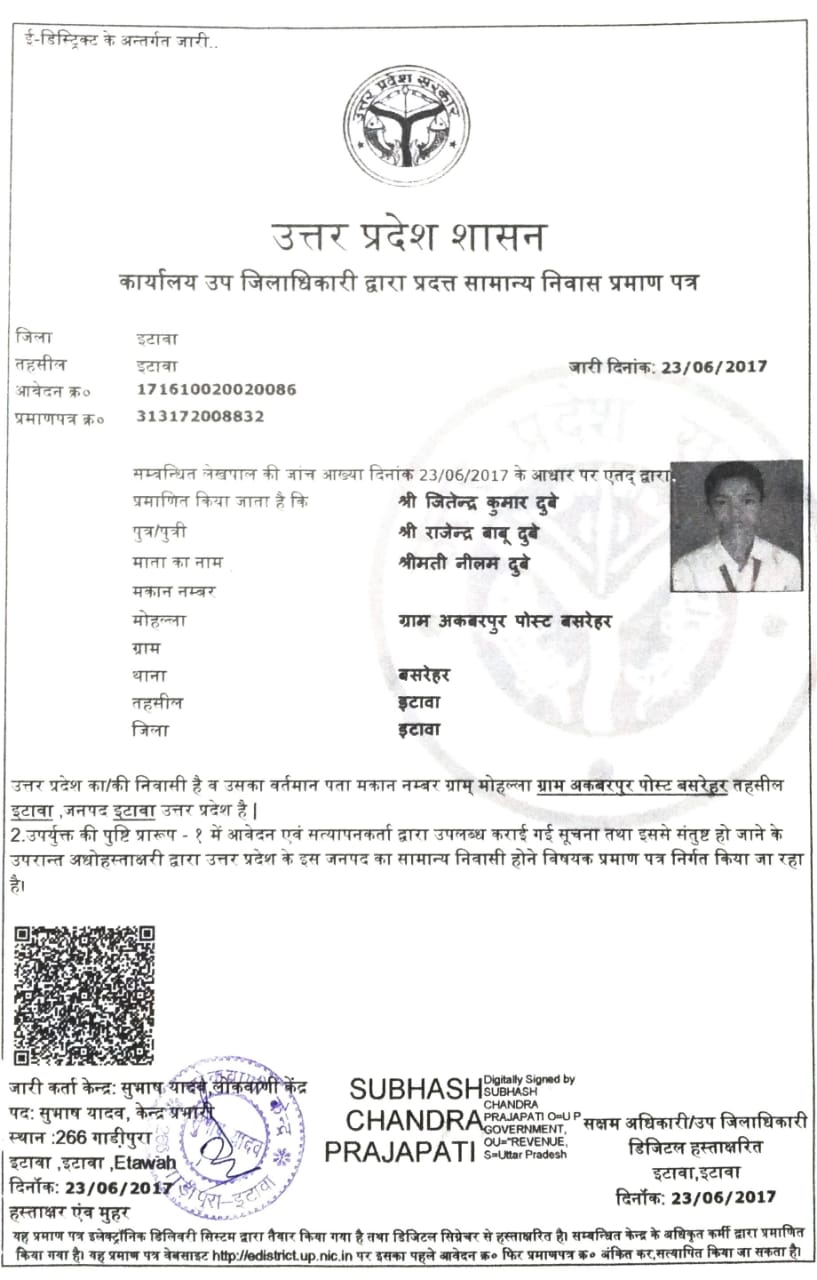 ई-डिस्ट्रिक्ट के अन्तर्गत जारी..
उत्तर प्रदेश सरकार
उत्तर प्रदेश शासन
कार्यालय उप जिलाधिकारी द्वारा प्रदत्त सामान्य निवास प्रमाण पत्र
जिला इटावा
तहसील इटावा जारी दिनांक: 23/06/2017
आवेदन क्र० 171610020020086
प्रमाणपत्र क्र० 313172008832
सम्बन्धित लेखपाल की जांच आख्या दिनांक 23/06/2017 के आधार पर एतद् द्वारा
प्रमाणित किया जाता है कि श्री जितेन्द्र कुमार दुबे
पुत्र/पुत्री श्री राजेन्द्र बाबू दुबे
माता का नाम श्रीमती नीलम दुबे
मकान नम्बर
मोहल्ला ग्राम अकबरपुर पोस्ट बसरेहर
ग्राम
थाना बसरेहर
तहसील इटावा
जिला इटावा
उत्तर प्रदेश का/की निवासी है व उसका वर्तमान पता मकान नम्बर ग्राम् मोहल्ला ग्राम अकबरपुर पोस्ट बसरेहर तहसील
इटावा ,जनपद इटावा उत्तर प्रदेश है |
2.उपर्युक्त की पुष्टि प्रारूप - १ में आवेदन एवं सत्यापनकर्ता द्वारा उपलब्ध कराई गई सूचना तथा इससे संतुष्ट हो जाने के
उपरान्त अधोहस्ताक्षरी द्वारा उत्तर प्रदेश के इस जनपद का सामान्य निवासी होने विषयक प्रमाण पत्र निर्गत किया जा रहा
है।
जारी कर्ता केन्द्र: सुभाष यादव,लोकवाणी केंद्र
पद: सुभाष यादव, केन्द्र प्रभारी
स्थान :266 गाड़ीपुरा
इटावा ,इटावा ,Etawah
दिनॉक: 23/06/2017
हस्ताक्षर एंव मुहर
SUBHASH
CHANDRA
PRAJAPATI
Digitally Signed by
SUBHASH
CHANDRA
PRAJAPATI O=U P
GOVERNMENT,
OU="REVENUE,
S=Uttar Pradesh
सक्षम अधिकारी/उप जिलाधिकारी
डिजिटल हस्ताक्षरित
इटावा,इटावा
दिनॉक: 23/06/2017
यह प्रमाण पत्र इलेक्ट्रॉनिक डिलिवरी सिस्टम द्वारा तैयार किया गया है तथा डिजिटल सिग्नेचर से हस्ताक्षरित है। सम्बन्धित केन्द्र के अधिकृत कर्मी द्वारा प्रमाणित
किया गया है। यह प्रमाण पत्र वेबसाइट http://edistrict.up.nic.in पर इसका पहले आवेदन क्र० फिर प्रमाणपत्र क्र० अंकित कर,सत्यापित किया जा सकता है।